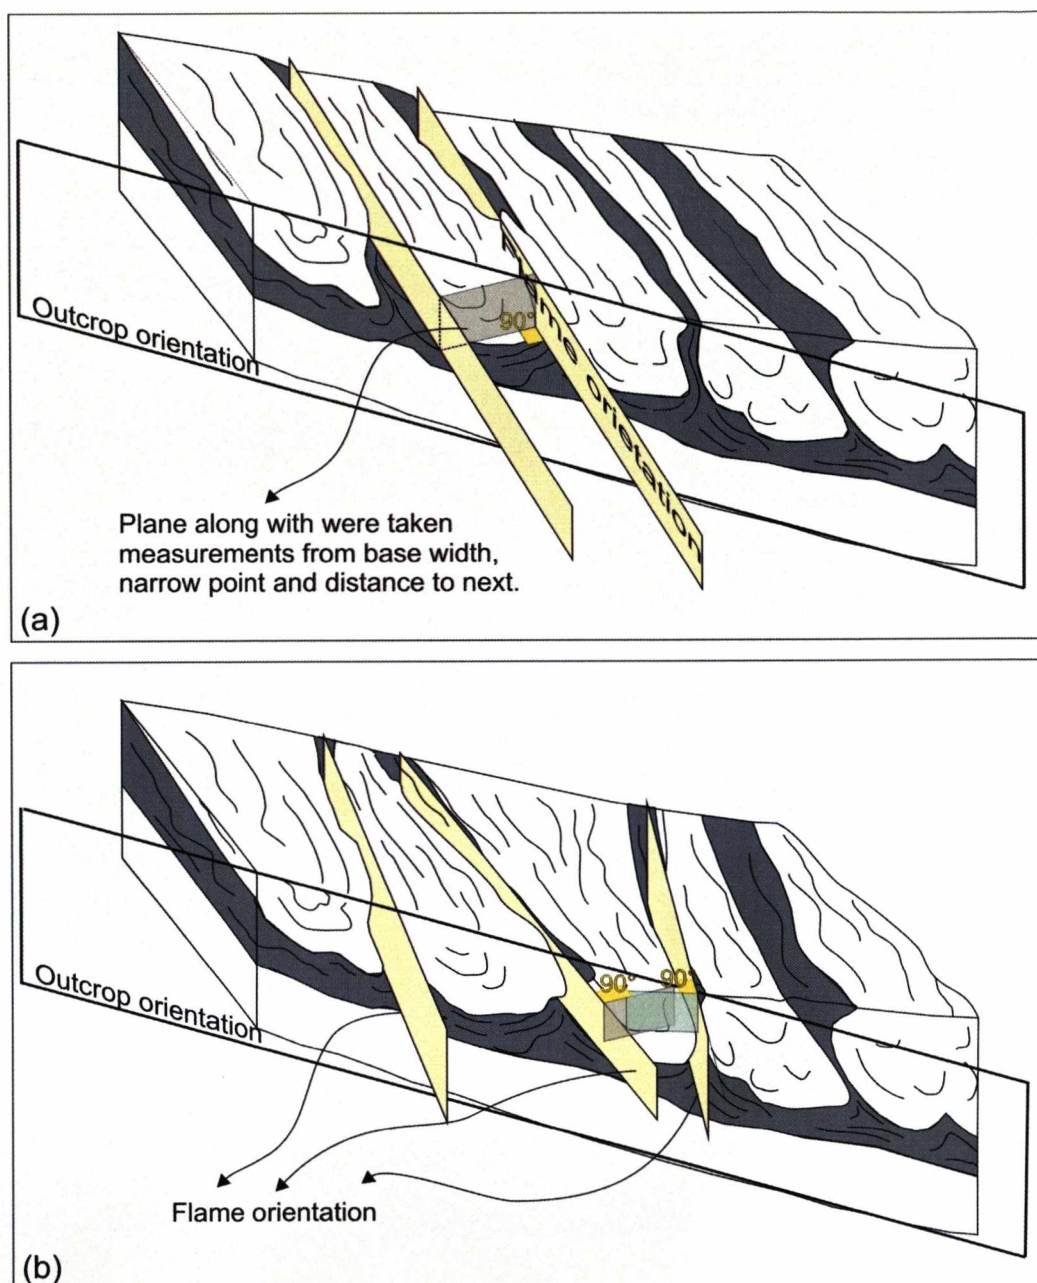 90°
Flame orietation
Outcrop orientation
Plane along with were taken
measurements from base width,
narrow point and distance to next.
(a)
90°
90°
Outcrop orientation
Flame orientation
(b)